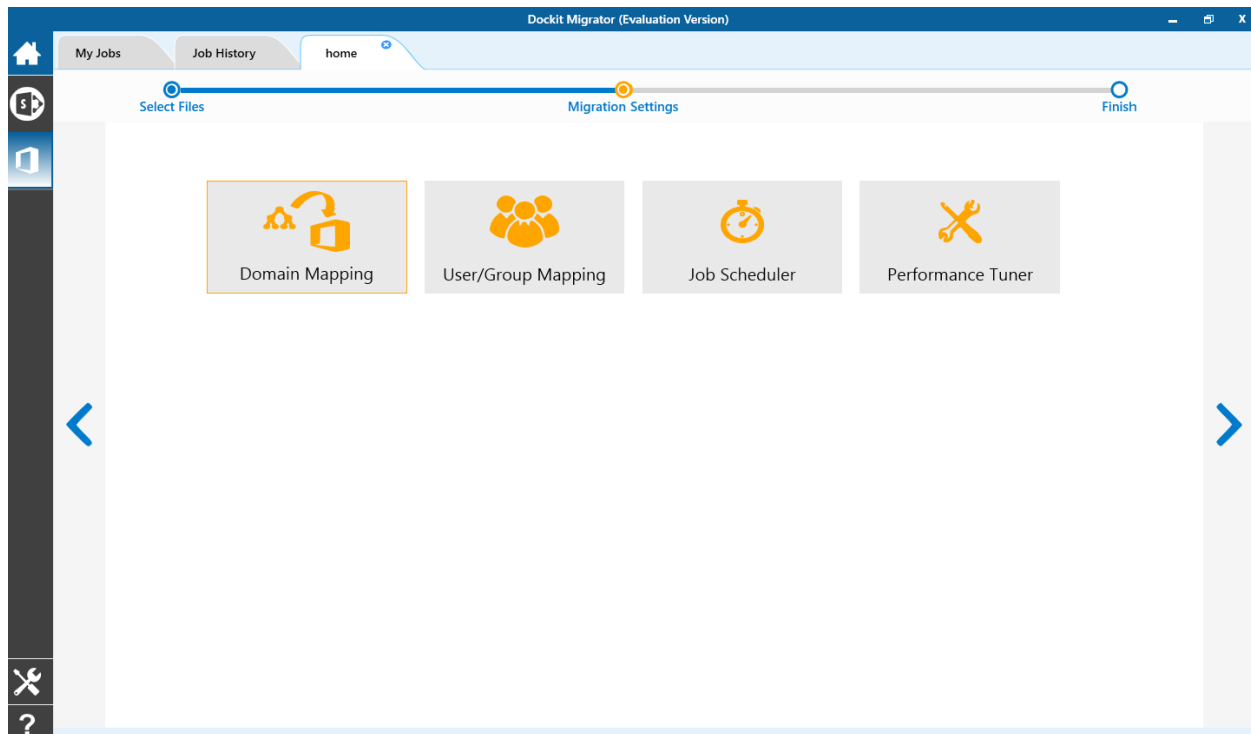 Dockit Migrator (Evaluation Version)
My Jobs
Job History
home
Select Files
Migration Settings
Finish
Domain Mapping
User/Group Mapping
Job Scheduler
Performance Tuner